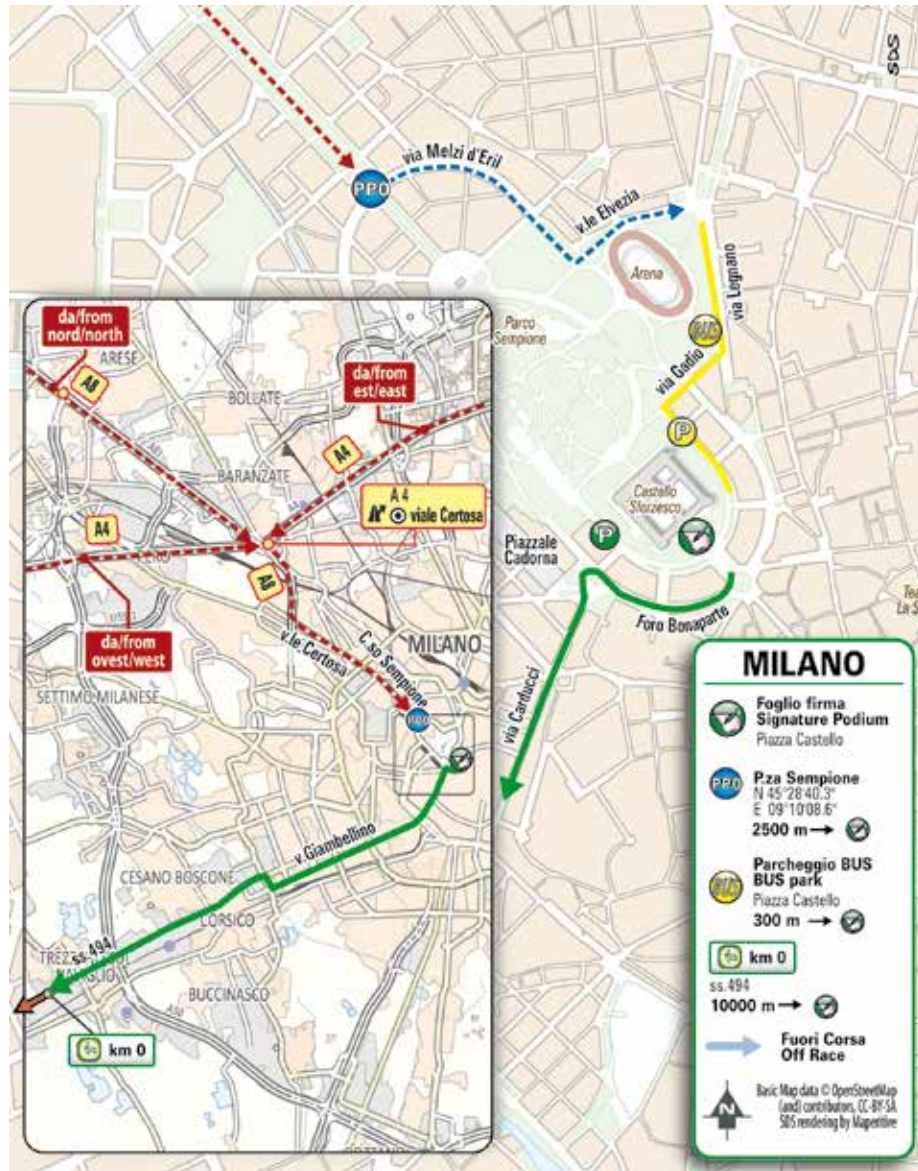 SDS
via Melzi d'Eril
PPO
v.le Elvezia
Arena
via Legnano
Parco
Sempione
BUS
via Gadio
P
Castello
Sforzesco
P
Piazzale
Cadorna
Foro Bonaparte
via Carducci
da/from
nord/north
ARESE
A8
BOLLATE
da/from
est/east
A4
BARANZATE
A 4
viale Certosa
A4
PERO
A8
da/from
ovest/west
v.le Certosa
C.so Sempione
MILANO
SETTIMO MILANESE
PPO
v.Giambellino
CESANO BOSCONE
CORSICO
ss.494
BUCCINASCO
A50
km 0
MILANO
Foglio firma
Signature Podium
Piazza Castello
PPO
P.za Sempione
N 45°28'40.3"
E 09°10'08.6"
2500 m
BUS
Parcheggio BUS
BUS park
Piazza Castello
300 m
km 0
ss.494
10000 m
Fuori Corsa
Off Race
N
Basic Map data © OpenStreetMap
(and) contributors, CC-BY-SA
SDS rendering by Maperitive